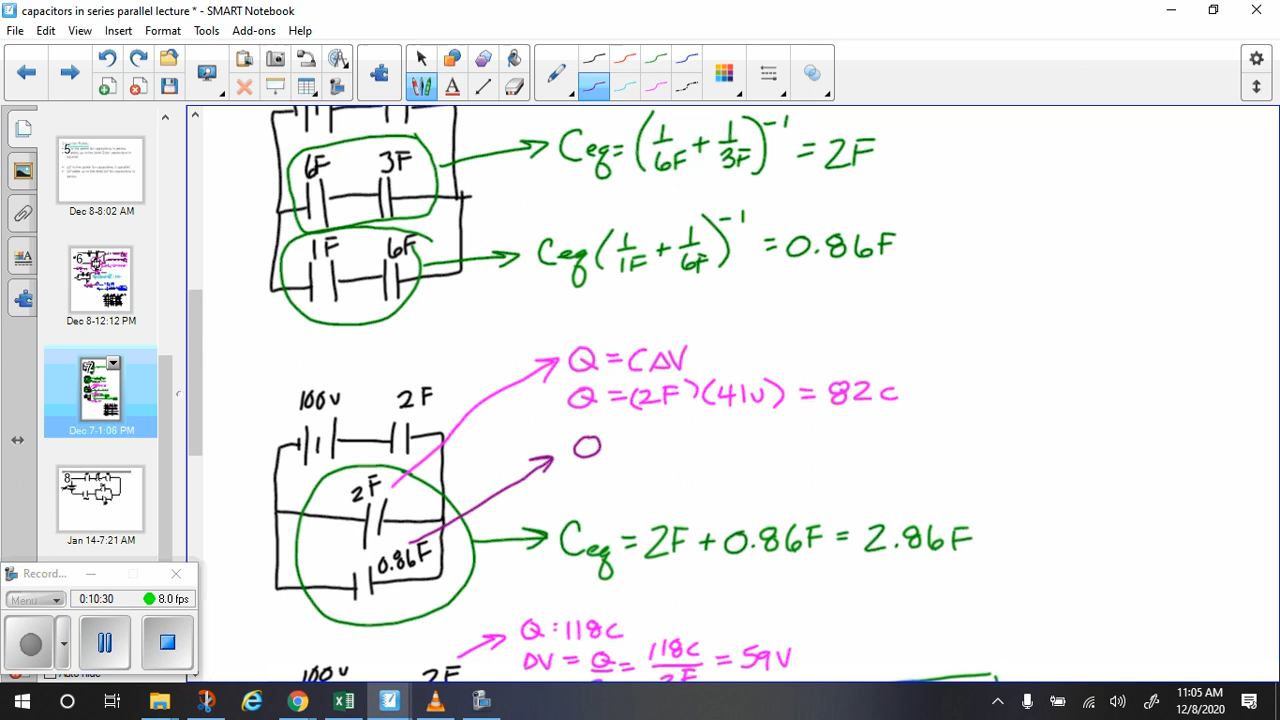 capacitors in series parallel lecture * - SMART Notebook
File Edit View Insert Format Tools Add-ons Help
5
Dec 8-8:02 AM
6
Dec 8-12:12 PM
Dec 7-1:06 PM
8
Jan 14-7:21 AM
6F 3F
Ceq = (1/6F + 1/3F)⁻¹ = 2F
1F 6F
Ceq (1/1F + 1/6F)⁻¹ = 0.86F
Q = CΔV
Q = (2F)(41V) = 82C
100V 2F
2F
0.86F
Ceq = 2F + 0.86F = 2.86F
Q: 118C
ΔV = Q = 118C/2F = 59V
100V 2F
Record...
Menu 0:10:30 8.0 fps
11:05 AM
12/8/2020